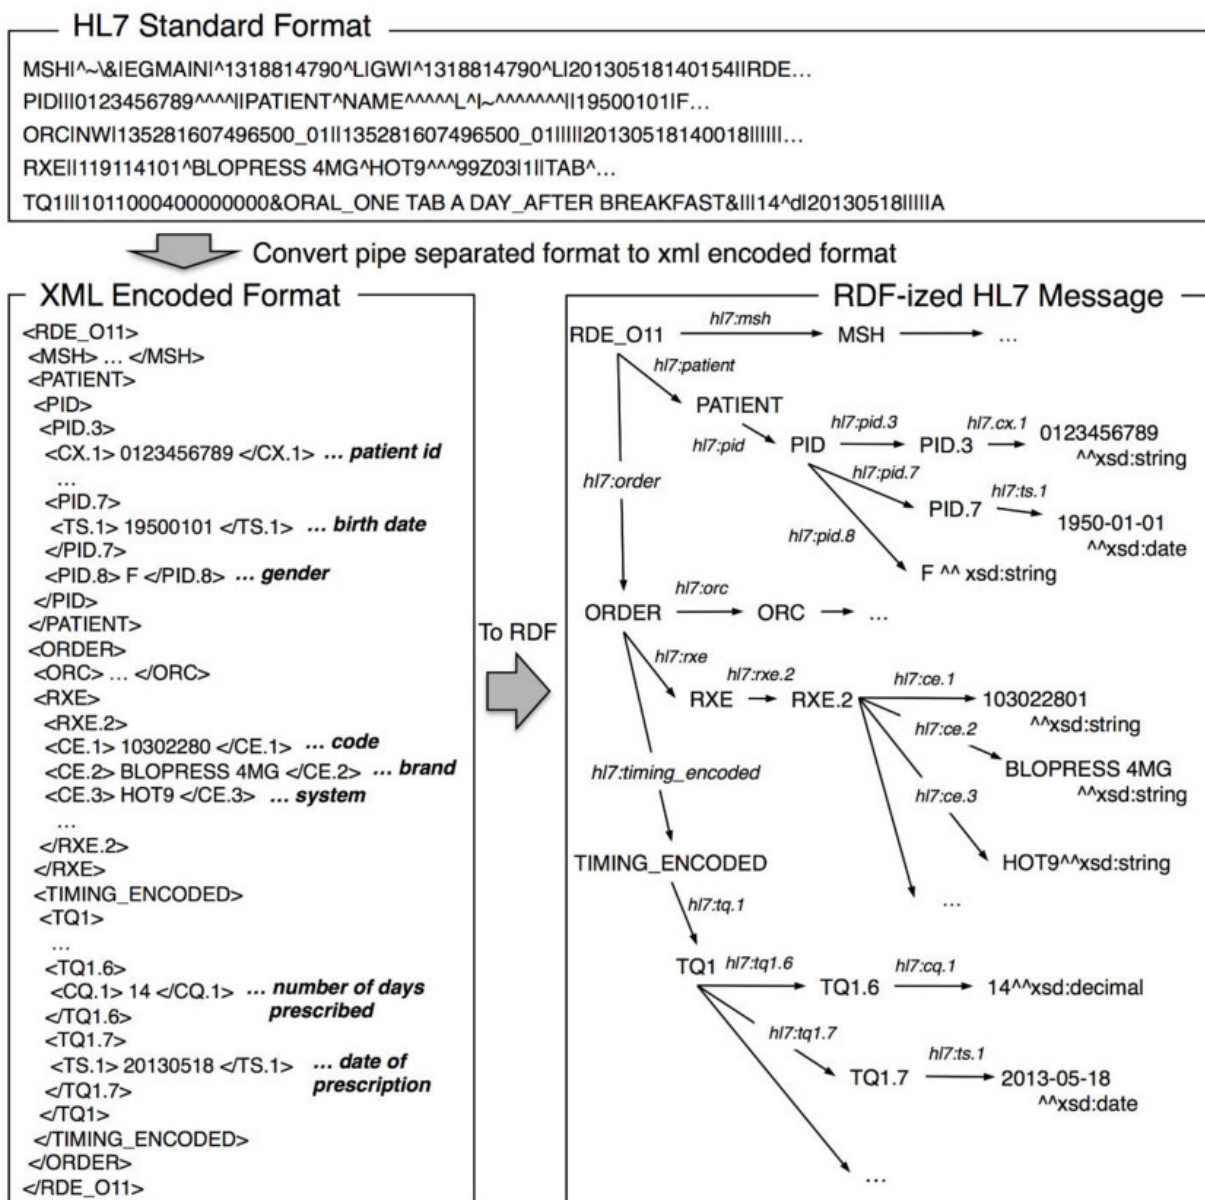 HL7 Standard Format
MSH|^~\&|EGMAIN|^1318814790^L|GW|^1318814790^L|20130518140154||RDE…
PID|||0123456789^^^^||PATIENT^NAME^^^^^L^I~^^^^^^^||19500101|F…
ORC|NW|135281607496500_01||135281607496500_01|||||20130518140018||||||…
RXE||119114101^BLOPRESS 4MG^HOT9^^^99Z03|1||TAB^…
TQ1|||1011000400000000&ORAL_ONE TAB A DAY_AFTER BREAKFAST&|||14^d|20130518|||||A
Convert pipe separated format to xml encoded format
XML Encoded Format
<RDE_O11>
<MSH> … </MSH>
<PATIENT>
<PID>
<PID.3>
<CX.1> 0123456789 </CX.1> … patient id
…
<PID.7>
<TS.1> 19500101 </TS.1> … birth date
</PID.7>
<PID.8> F </PID.8> … gender
</PID>
</PATIENT>
<ORDER>
<ORC> … </ORC>
<RXE>
<RXE.2>
<CE.1> 10302280 </CE.1> … code
<CE.2> BLOPRESS 4MG </CE.2> … brand
<CE.3> HOT9 </CE.3> … system
…
</RXE.2>
</RXE>
<TIMING_ENCODED>
<TQ1>
…
<TQ1.6>
<CQ.1> 14 </CQ.1> … number of days
prescribed
</TQ1.6>
<TQ1.7>
<TS.1> 20130518 </TS.1> … date of
prescription
</TQ1.7>
</TQ1>
</TIMING_ENCODED>
</ORDER>
</RDE_O11>
To RDF
RDF-ized HL7 Message
RDE_O11 hl7:msh MSH …
hl7:patient
PATIENT
hl7:pid PID hl7:pid.3 PID.3 hl7.cx.1 0123456789
^^xsd:string
hl7:pid.7
PID.7 hl7:ts.1 1950-01-01
^^xsd:date
hl7:pid.8
F ^^ xsd:string
hl7:order
ORDER hl7:orc ORC …
hl7:rxe
RXE hl7:rxe.2 RXE.2 hl7:ce.1 103022801
^^xsd:string
hl7:ce.2
BLOPRESS 4MG
^^xsd:string
hl7:ce.3
HOT9^^xsd:string
…
hl7:timing_encoded
TIMING_ENCODED
hl7:tq.1
TQ1 hl7:tq1.6 TQ1.6 hl7:cq.1 14^^xsd:decimal
hl7:tq1.7
TQ1.7 hl7:ts.1 2013-05-18
^^xsd:date
…